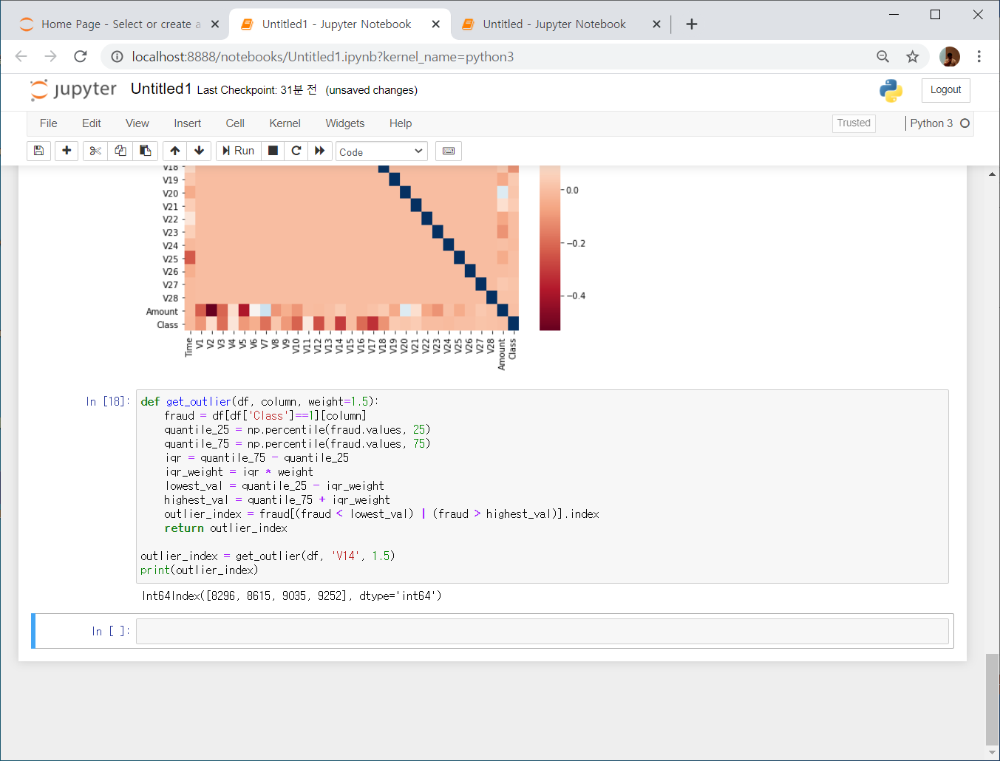 Home Page - Select or create a
Untitled1 - Jupyter Notebook
Untitled - Jupyter Notebook
localhost:8888/notebooks/Untitled1.ipynb?kernel_name=python3
jupyter Untitled1 Last Checkpoint: 31분 전 (unsaved changes)
Logout
File Edit View Insert Cell Kernel Widgets Help
Trusted
Python 3
Run
Code
V18
V19
V20
V21
V22
V23
V24
V25
V26
V27
V28
Amount
Class
Time V1 V2 V3 V4 V5 V6 V7 V8 V9 V10 V11 V12 V13 V14 V15 V16 V17 V18 V19 V20 V21 V22 V23 V24 V25 V26 V27 V28 Amount Class
0.0
−0.2
−0.4
In [18]:
def get_outlier(df, column, weight=1.5):
    fraud = df[df['Class']==1][column]
    quantile_25 = np.percentile(fraud.values, 25)
    quantile_75 = np.percentile(fraud.values, 75)
    iqr = quantile_75 - quantile_25
    iqr_weight = iqr * weight
    lowest_val = quantile_25 - iqr_weight
    highest_val = quantile_75 + iqr_weight
    outlier_index = fraud[(fraud < lowest_val) | (fraud > highest_val)].index
    return outlier_index
outlier_index = get_outlier(df, 'V14', 1.5)
print(outlier_index)
Int64Index([8296, 8615, 9035, 9252], dtype='int64')
In [ ]: